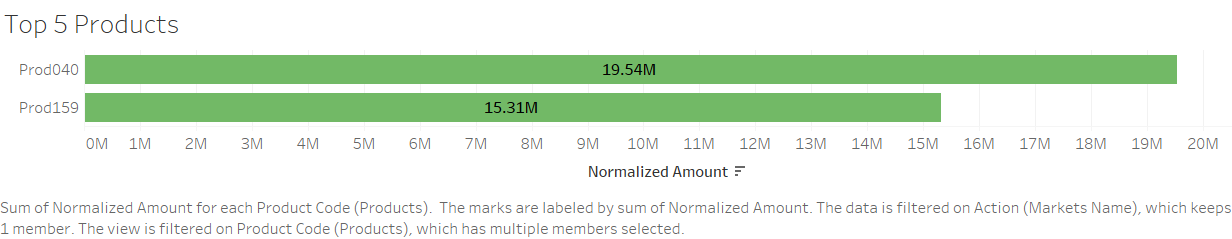 Top 5 Products
Prod040
19.54M
Prod159
15.31M
0M 1M 2M 3M 4M 5M 6M 7M 8M 9M 10M 11M 12M 13M 14M 15M 16M 17M 18M 19M 20M
Normalized Amount
Sum of Normalized Amount for each Product Code (Products).  The marks are labeled by sum of Normalized Amount. The data is filtered on Action (Markets Name), which keeps
1 member. The view is filtered on Product Code (Products), which has multiple members selected.